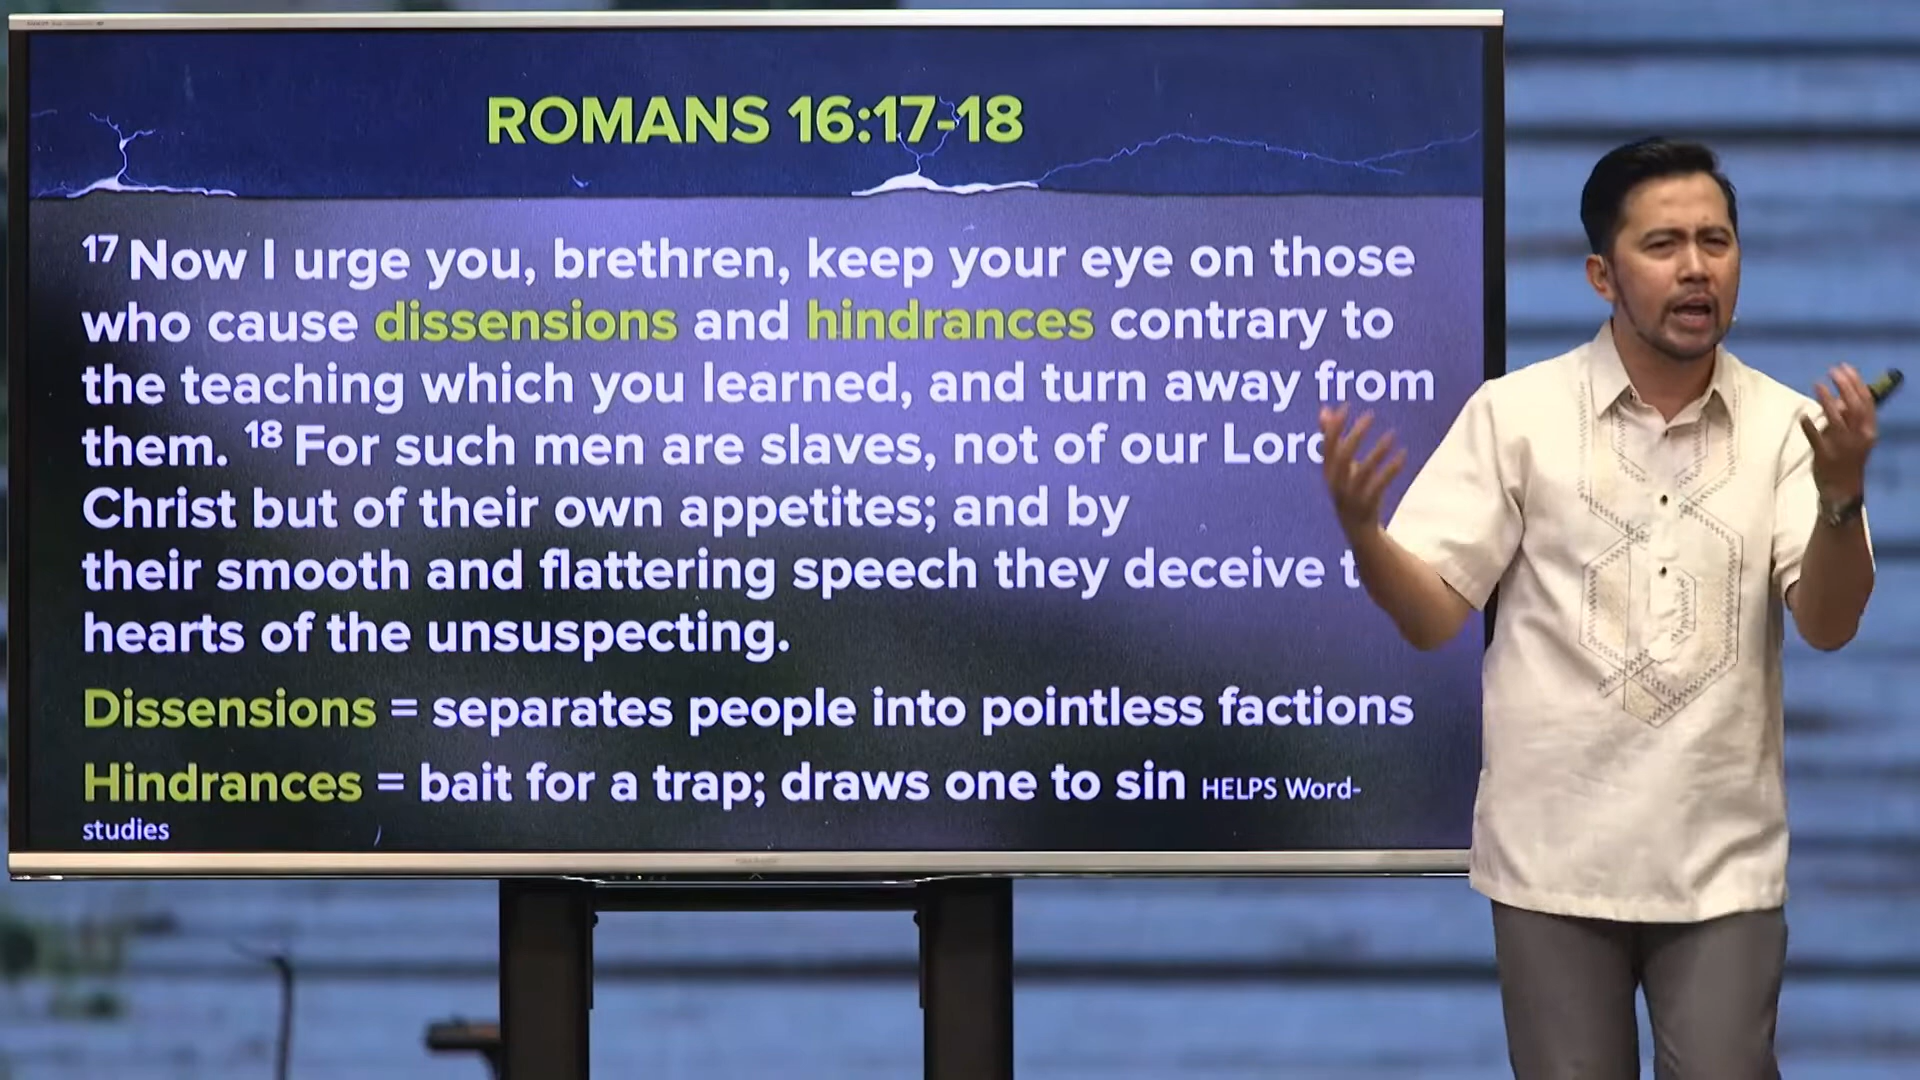 ROMANS 16:17-18
17 Now I urge you, brethren, keep your eye on those
who cause dissensions and hindrances contrary to
the teaching which you learned, and turn away from
them. 18 For such men are slaves, not of our
Christ but of their own appetites; and by
their smooth and flattering speech they deceive
hearts of the unsuspecting.
Dissensions = separates people into pointless factions
Hindrances = bait for a trap; draws one to sin HELPS Word-
studies